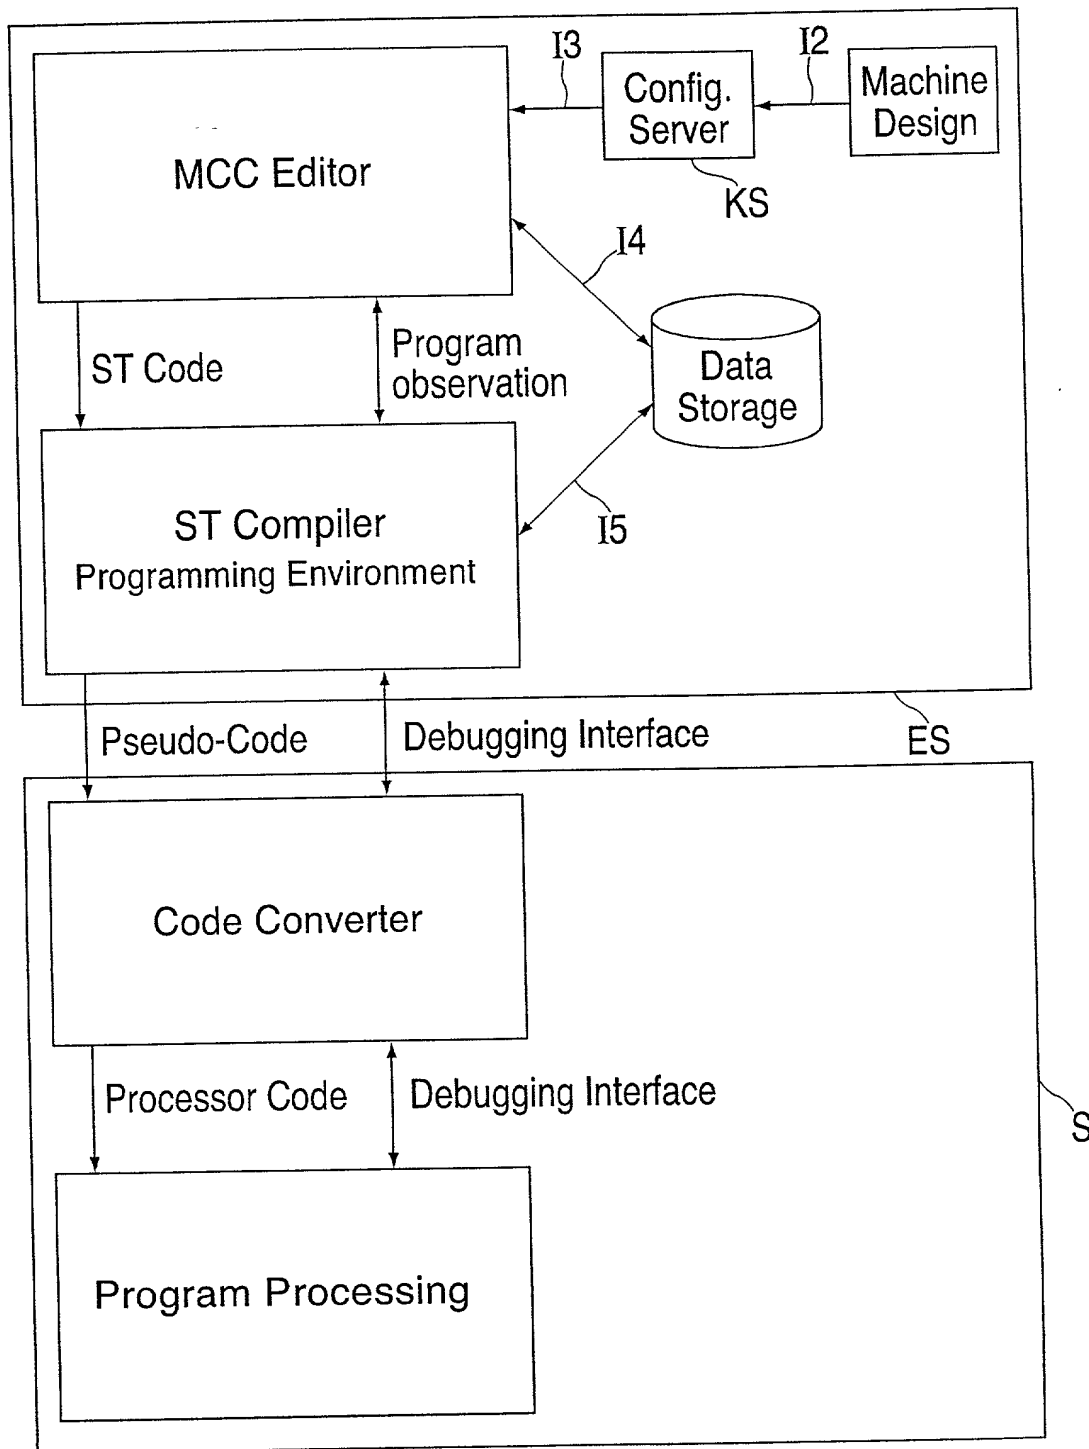 I3
I2
Config.
Server
Machine
Design
MCC Editor
KS
I4
ST Code
Program
observation
Data
Storage
ST Compiler
Programming Environment
I5
Pseudo-Code
Debugging Interface
ES
Code Converter
Processor Code
Debugging Interface
S
Program Processing